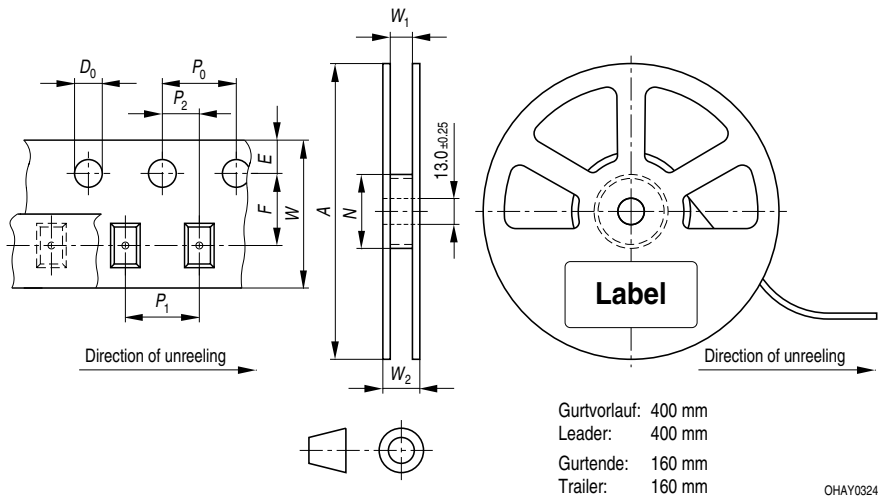 W1
D0
P0
P2
E
F
W
A
N
13.0±0.25
Label
P1
W2
Direction of unreeling
Direction of unreeling
Gurtvorlauf: 400 mm
Leader: 400 mm
Gurtende: 160 mm
Trailer: 160 mm
OHAY0324